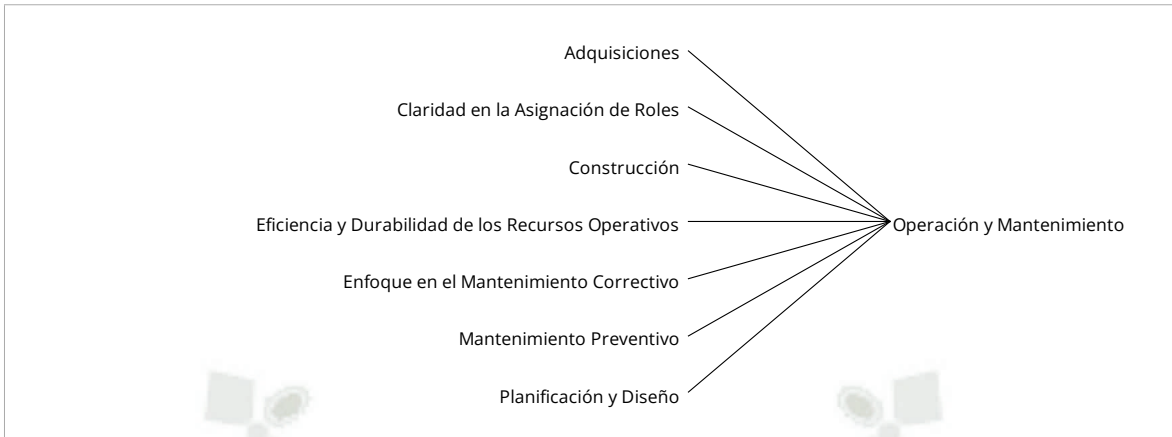 Adquisiciones
Claridad en la Asignación de Roles
Construcción
Eficiencia y Durabilidad de los Recursos Operativos
Operación y Mantenimiento
Enfoque en el Mantenimiento Correctivo
Mantenimiento Preventivo
Planificación y Diseño